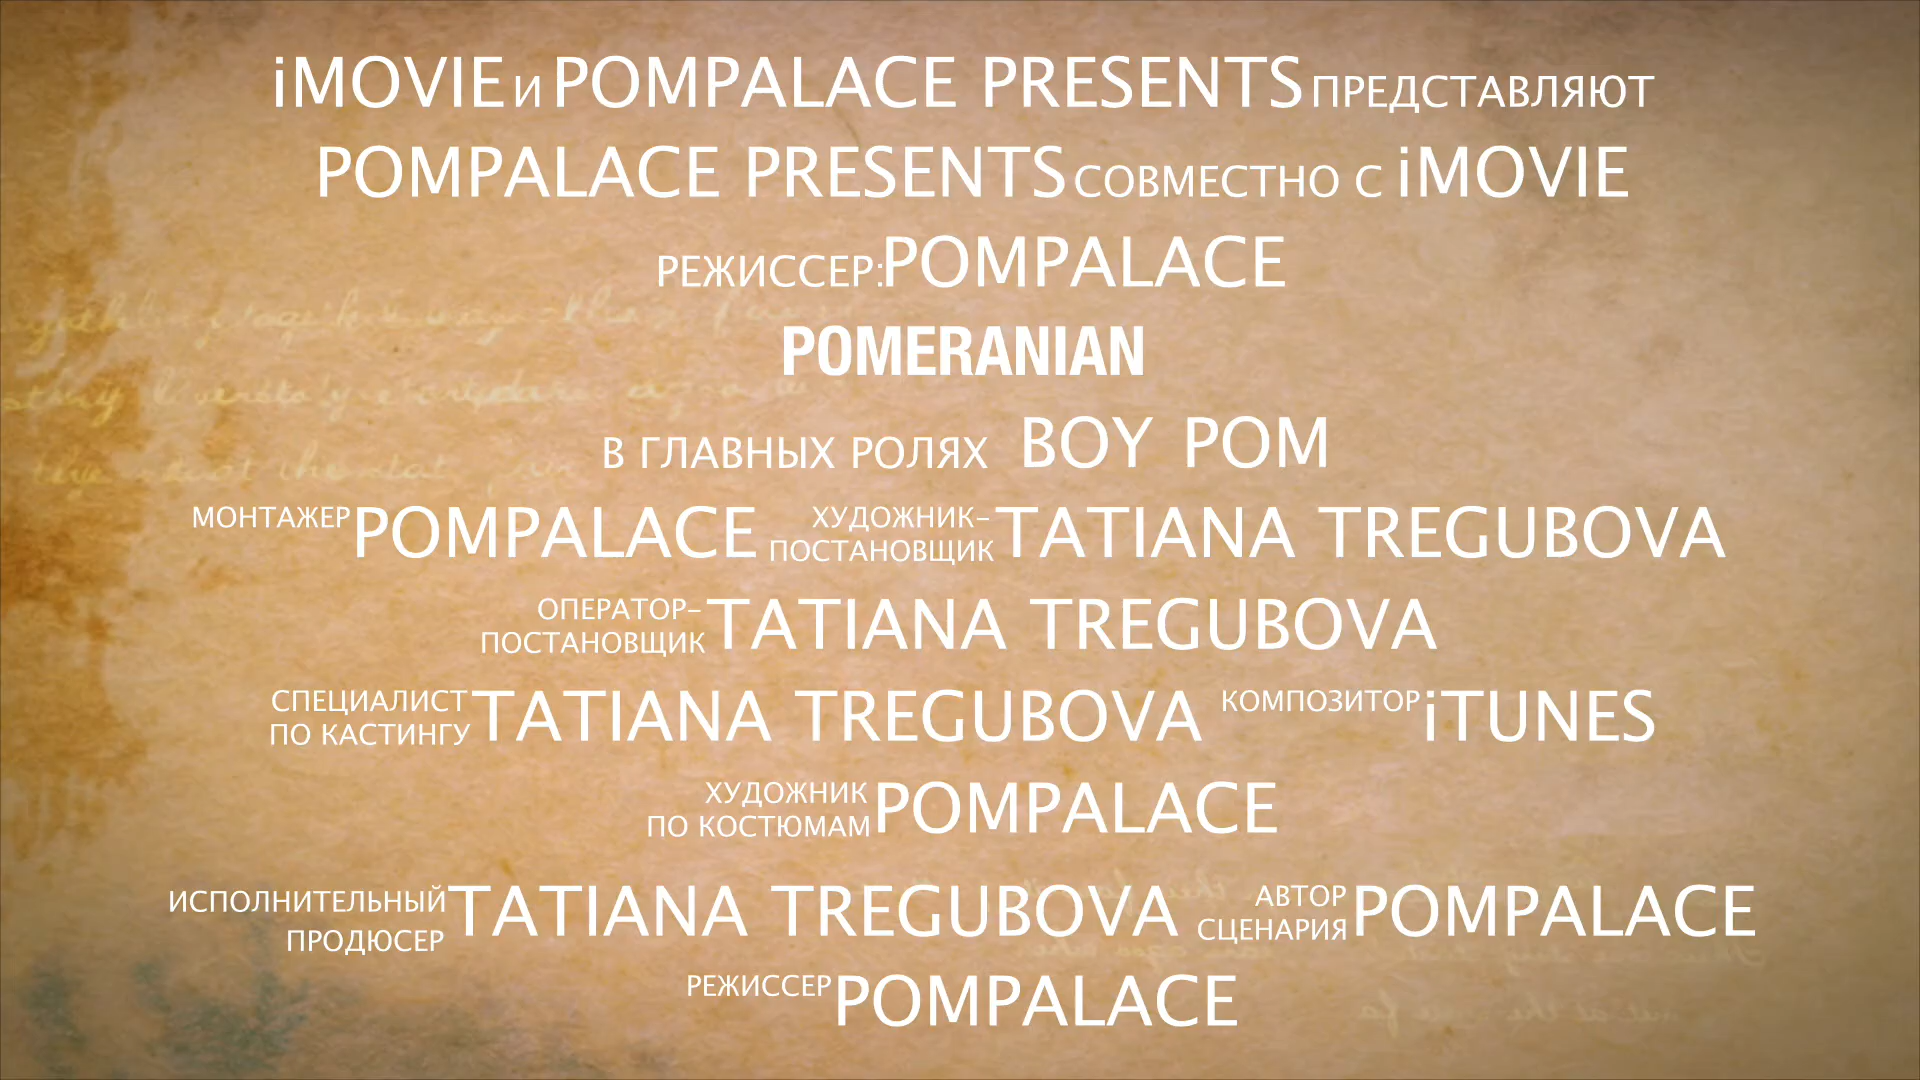 iMOVIE И POMPALACE PRESENTS ПРЕДСТАВЛЯЮТ
POMPALACE PRESENTS СОВМЕСТНО С iMOVIE
РЕЖИССЕР: POMPALACE
POMERANIAN
В ГЛАВНЫХ РОЛЯХ BOY POM
МОНТАЖЕР POMPALACE ХУДОЖНИК-ПОСТАНОВЩИК TATIANA TREGUBOVA
ОПЕРАТОР-ПОСТАНОВЩИК TATIANA TREGUBOVA
СПЕЦИАЛИСТ ПО КАСТИНГУ TATIANA TREGUBOVA КОМПОЗИТОР iTUNES
ХУДОЖНИК ПО КОСТЮМАМ POMPALACE
ИСПОЛНИТЕЛЬНЫЙ ПРОДЮСЕР TATIANA TREGUBOVA АВТОР СЦЕНАРИЯ POMPALACE
РЕЖИССЕР POMPALACE